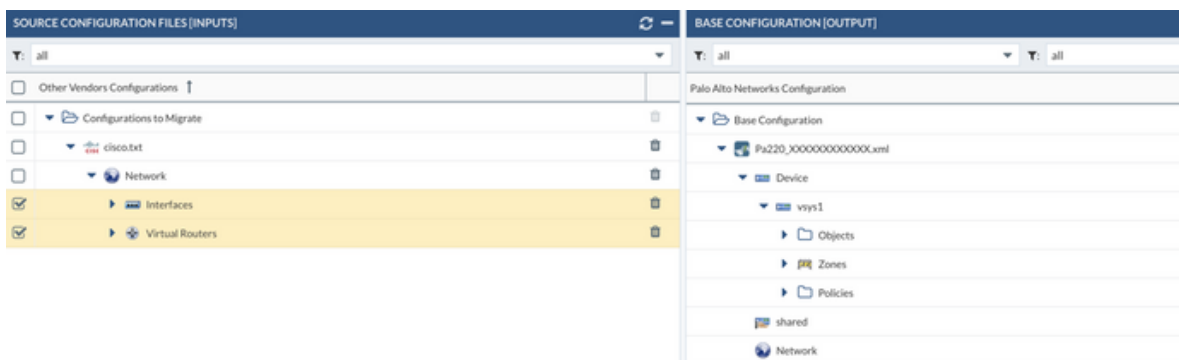 SOURCE CONFIGURATION FILES [INPUTS]
all
Other Vendors Configurations ↑
Configurations to Migrate
cisco.txt
Network
Interfaces
Virtual Routers
BASE CONFIGURATION [OUTPUT]
T: all T: all
Palo Alto Networks Configuration
Base Configuration
Pa220_XXXXXXXXXXXX.xml
Device
vsys1
Objects
Zones
Policies
shared
Network